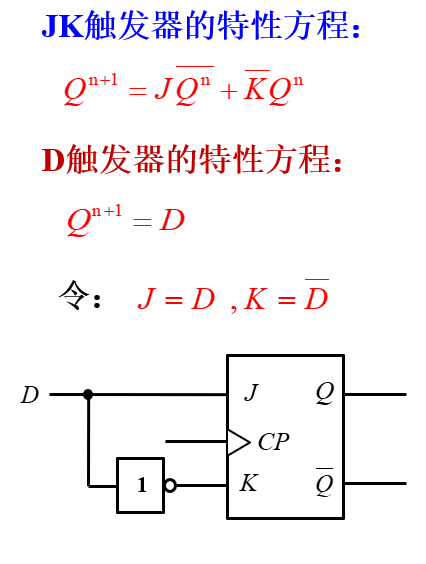 JK触发器的特性方程：
Q^{n+1} = J\overline{Q^{n}} + \overline{K}Q^{n}
D触发器的特性方程：
Q^{n+1} = D
令： J = D , K = \overline{D}
D J Q
CP
1 K \overline{Q}